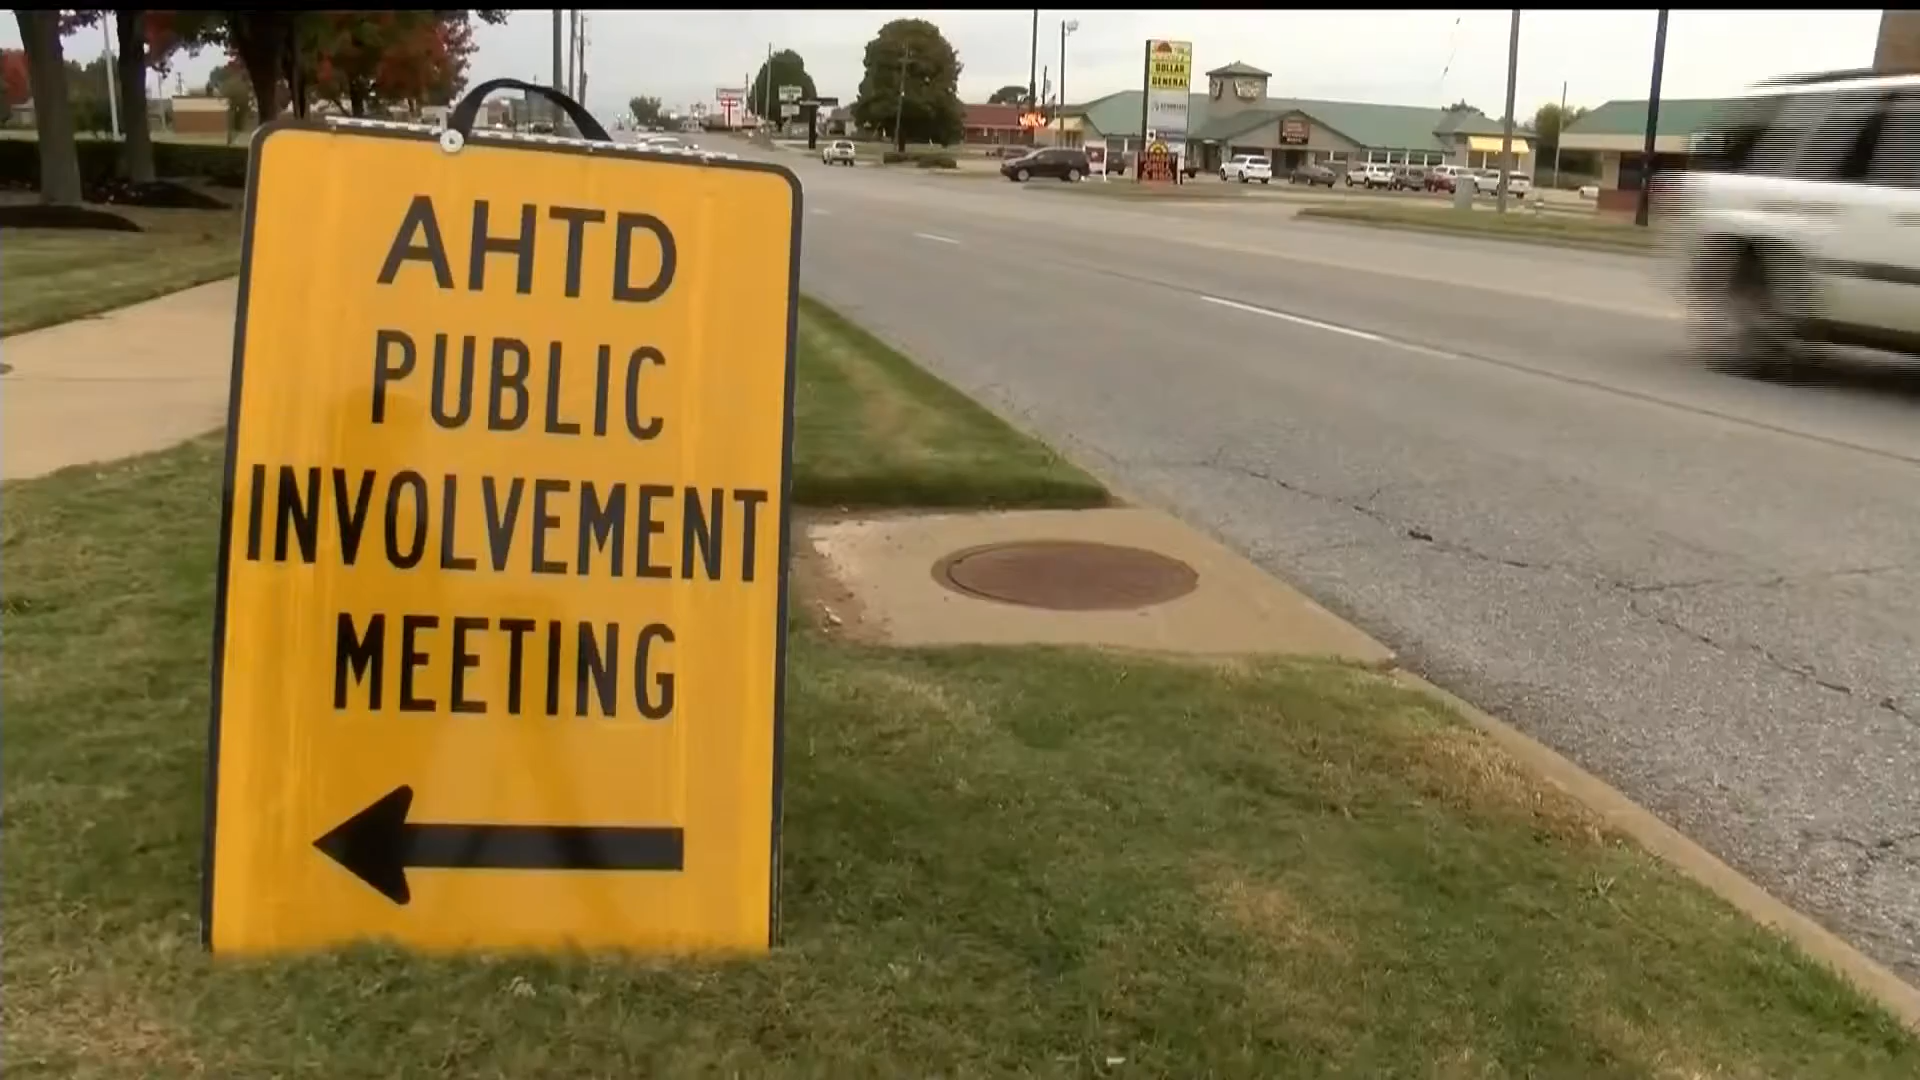 AHTD
PUBLIC
INVOLVEMENT
MEETING
DOLLAR
GENERAL